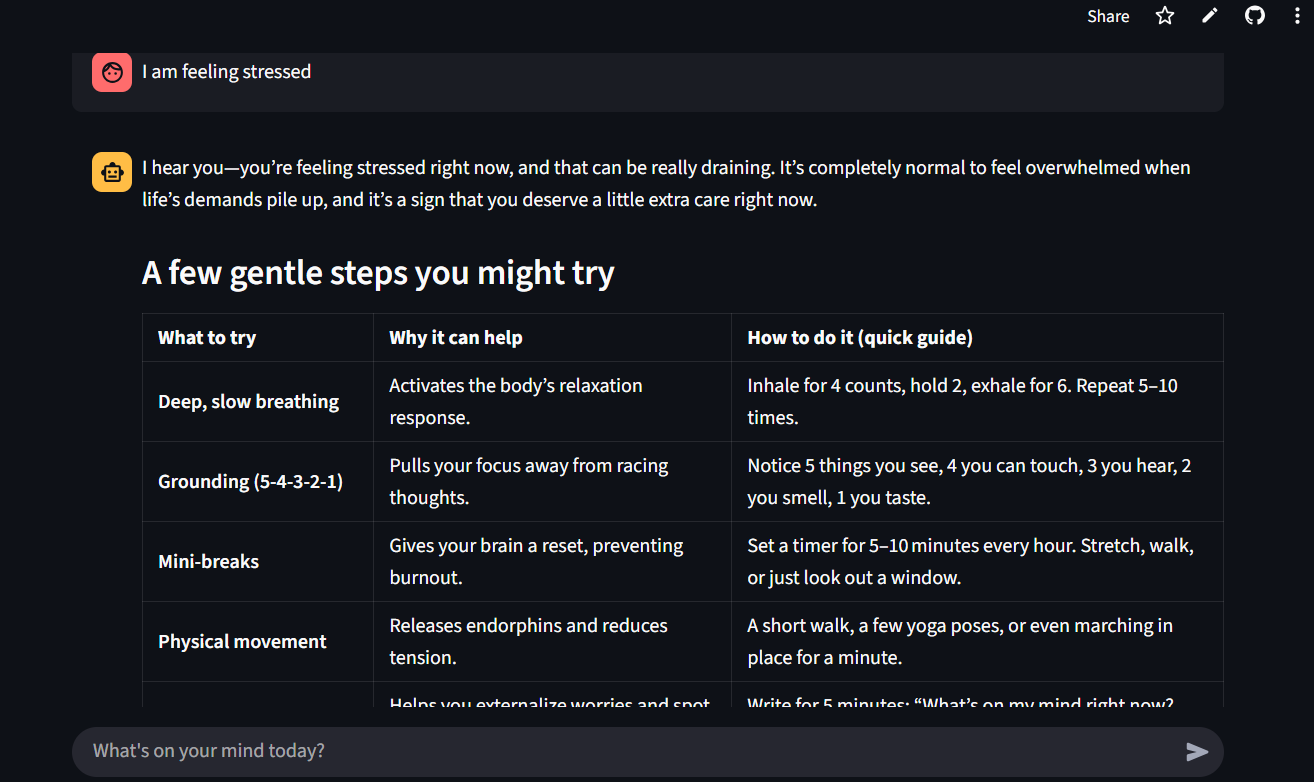 Share
I am feeling stressed
I hear you—you’re feeling stressed right now, and that can be really draining. It’s completely normal to feel overwhelmed when
life’s demands pile up, and it’s a sign that you deserve a little extra care right now.
A few gentle steps you might try
What to try
Why it can help
How to do it (quick guide)
Deep, slow breathing
Activates the body’s relaxation
response.
Inhale for 4 counts, hold 2, exhale for 6. Repeat 5–10
times.
Grounding (5-4-3-2-1)
Pulls your focus away from racing
thoughts.
Notice 5 things you see, 4 you can touch, 3 you hear, 2
you smell, 1 you taste.
Mini-breaks
Gives your brain a reset, preventing
burnout.
Set a timer for 5–10 minutes every hour. Stretch, walk,
or just look out a window.
Physical movement
Releases endorphins and reduces
tension.
A short walk, a few yoga poses, or even marching in
place for a minute.
Helps you externalize worries and spot
Write for 5 minutes: “What’s on my mind right now?
What's on your mind today?